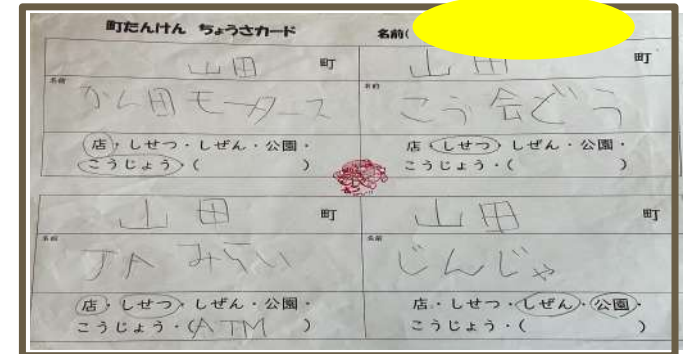 町たんけん ちょうさカード 名前(
山田 町
名前
がん田モータース
店・しせつ・しぜん・公園・
こうじょう・( )
山田 町
名前
こう会どう
店・しせつ・しぜん・公園・
こうじょう・( )
山田 町
名前
JAみらい
店・しせつ・しぜん・公園・
こうじょう・(ATM )
山田 町
名前
じんじゃ
店・しせつ・しぜん・公園・
こうじょう・( )